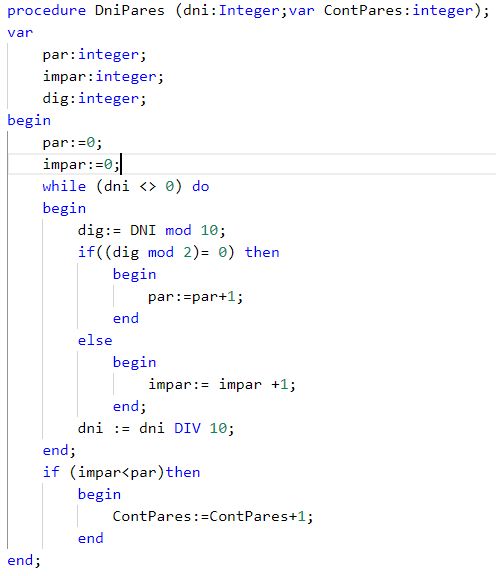 procedure DniPares (dni:Integer;var ContPares:integer);
var
    par:integer;
    impar:integer;
    dig:integer;
begin
    par:=0;
    impar:=0;
    while (dni <> 0) do
    begin
        dig:= DNI mod 10;
        if((dig mod 2)= 0) then
            begin
                par:=par+1;
            end
        else
            begin
                impar:= impar +1;
            end;
        dni := dni DIV 10;
    end;
    if (impar<par)then
        begin
            ContPares:=ContPares+1;
        end
end;